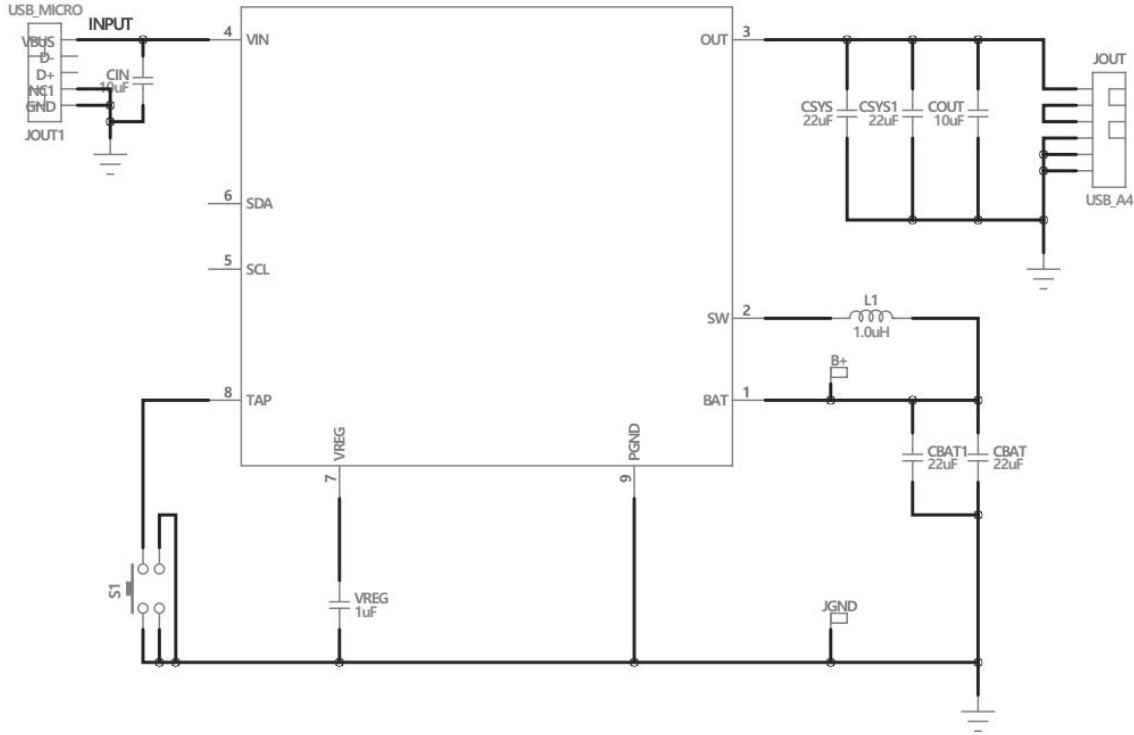 USB_MICRO
INPUT
VBUS
D-
D+
NC1
GND
JOUT1
CIN
10uF
4
VIN
OUT
3
CSYS
22uF
CSYS1
22uF
COUT
10uF
JOUT
USB_A4
6
SDA
5
SCL
SW
2
L1
1.0uH
B+
8
TAP
BAT
1
VREG
7
PGND
9
CBAT1
22uF
CBAT
22uF
S1
VREG
1uF
JGND